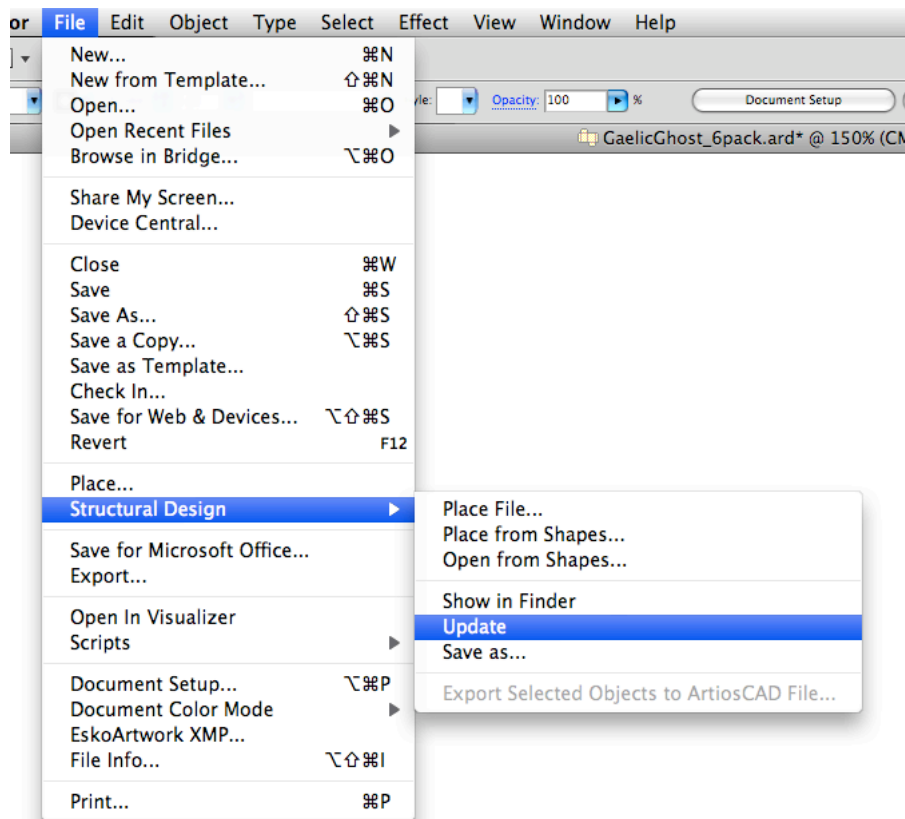 or File Edit Object Type Select Effect View Window Help
New... ⌘N
New from Template... ⇧⌘N
Open... ⌘O
Open Recent Files ▶
Browse in Bridge... ⌥⌘O
Share My Screen...
Device Central...
Close ⌘W
Save ⌘S
Save As... ⇧⌘S
Save a Copy... ⌥⌘S
Save as Template...
Check In...
Save for Web & Devices... ⌥⇧⌘S
Revert F12
Place...
Structural Design ▶
Save for Microsoft Office...
Export...
Open In Visualizer
Scripts ▶
Document Setup... ⌥⌘P
Document Color Mode ▶
EskoArtwork XMP...
File Info... ⌥⇧⌘I
Print... ⌘P
yle: Opacity: 100 % Document Setup
GaelicGhost_6pack.ard* @ 150% (CM
Place File...
Place from Shapes...
Open from Shapes...
Show in Finder
Update
Save as...
Export Selected Objects to ArtiosCAD File...